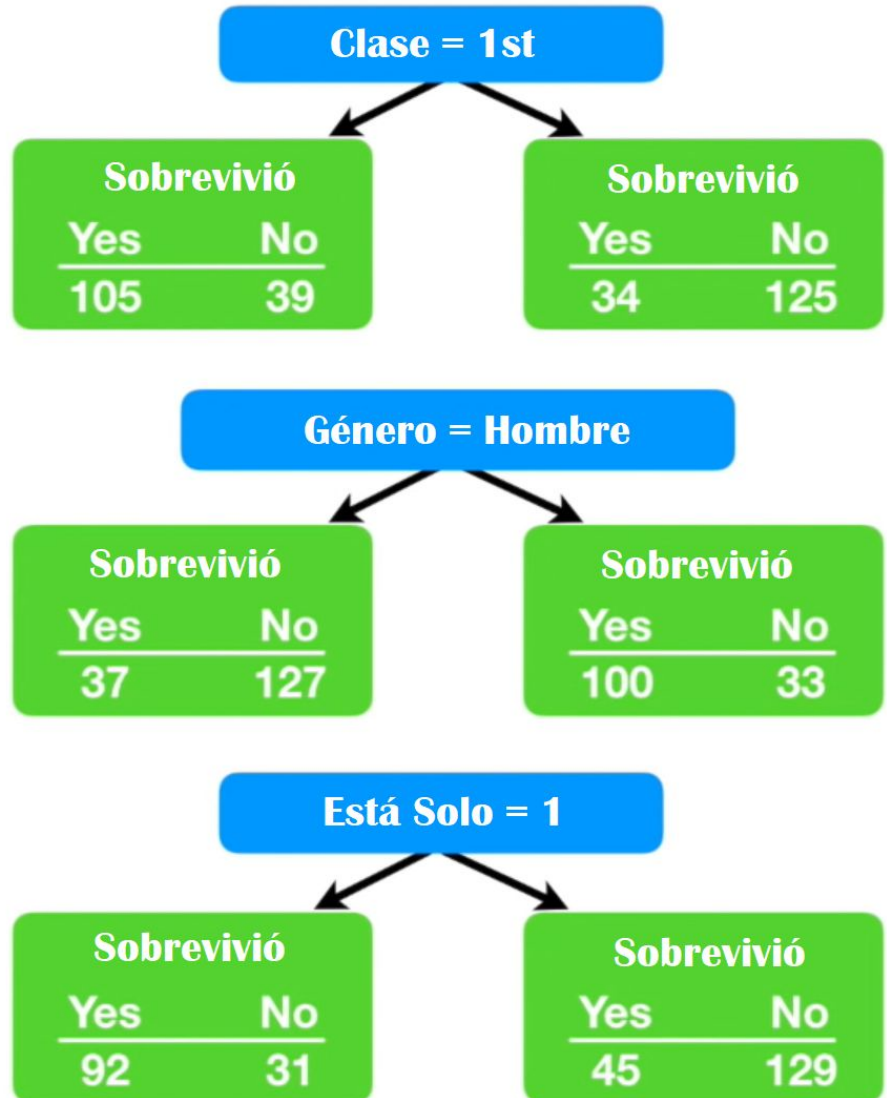 Clase = 1st
Sobrevivió
Yes No
105 39
Sobrevivió
Yes No
34 125
Género = Hombre
Sobrevivió
Yes No
37 127
Sobrevivió
Yes No
100 33
Está Solo = 1
Sobrevivió
Yes No
92 31
Sobrevivió
Yes No
45 129